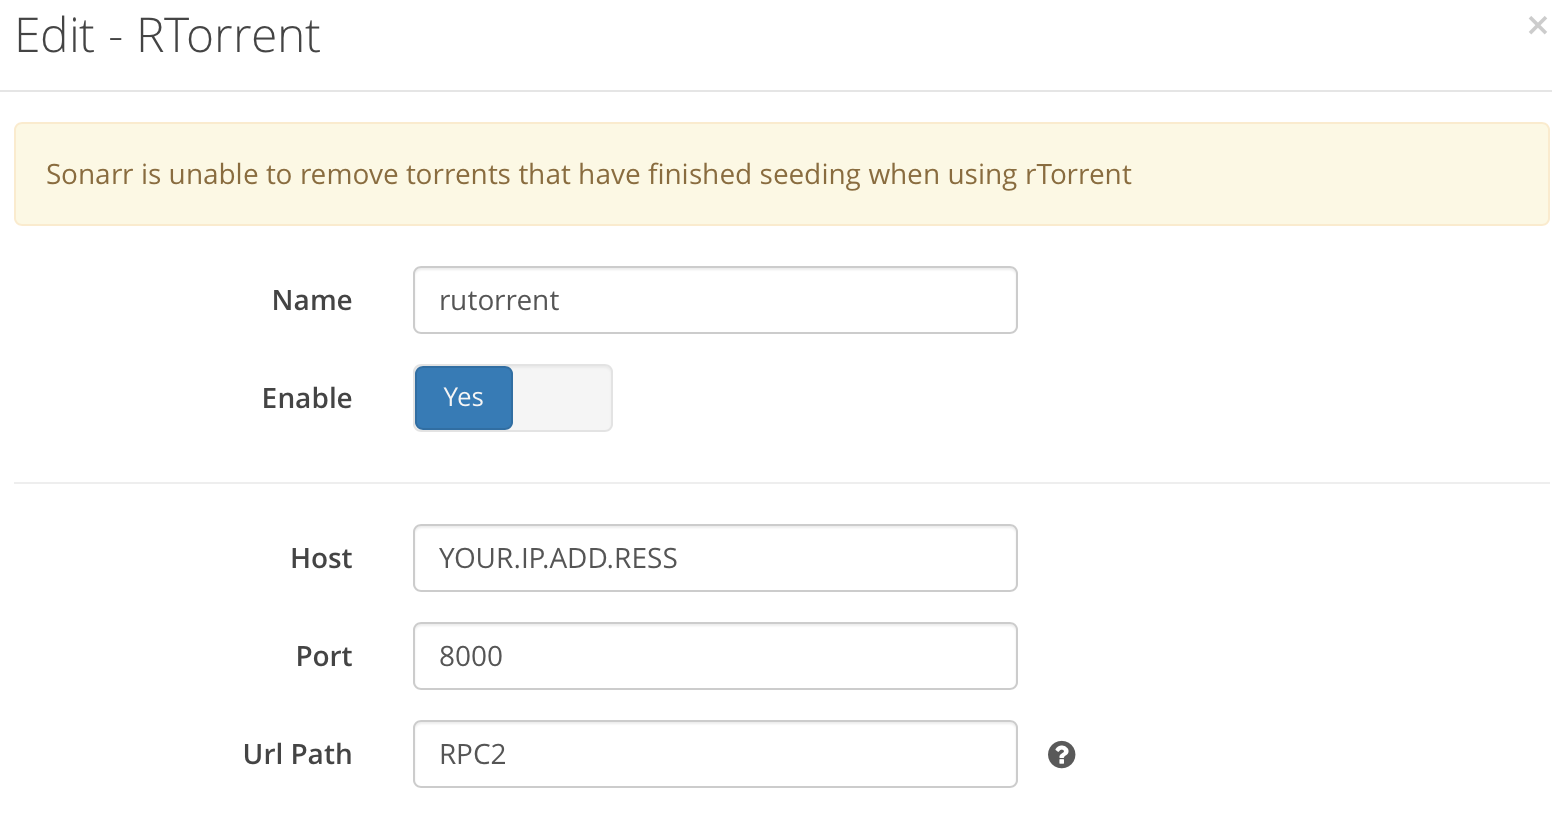 Edit - RTorrent
×
Sonarr is unable to remove torrents that have finished seeding when using rTorrent
Name
rutorrent
Enable
Yes
Host
YOUR.IP.ADD.RESS
Port
8000
Url Path
RPC2
?